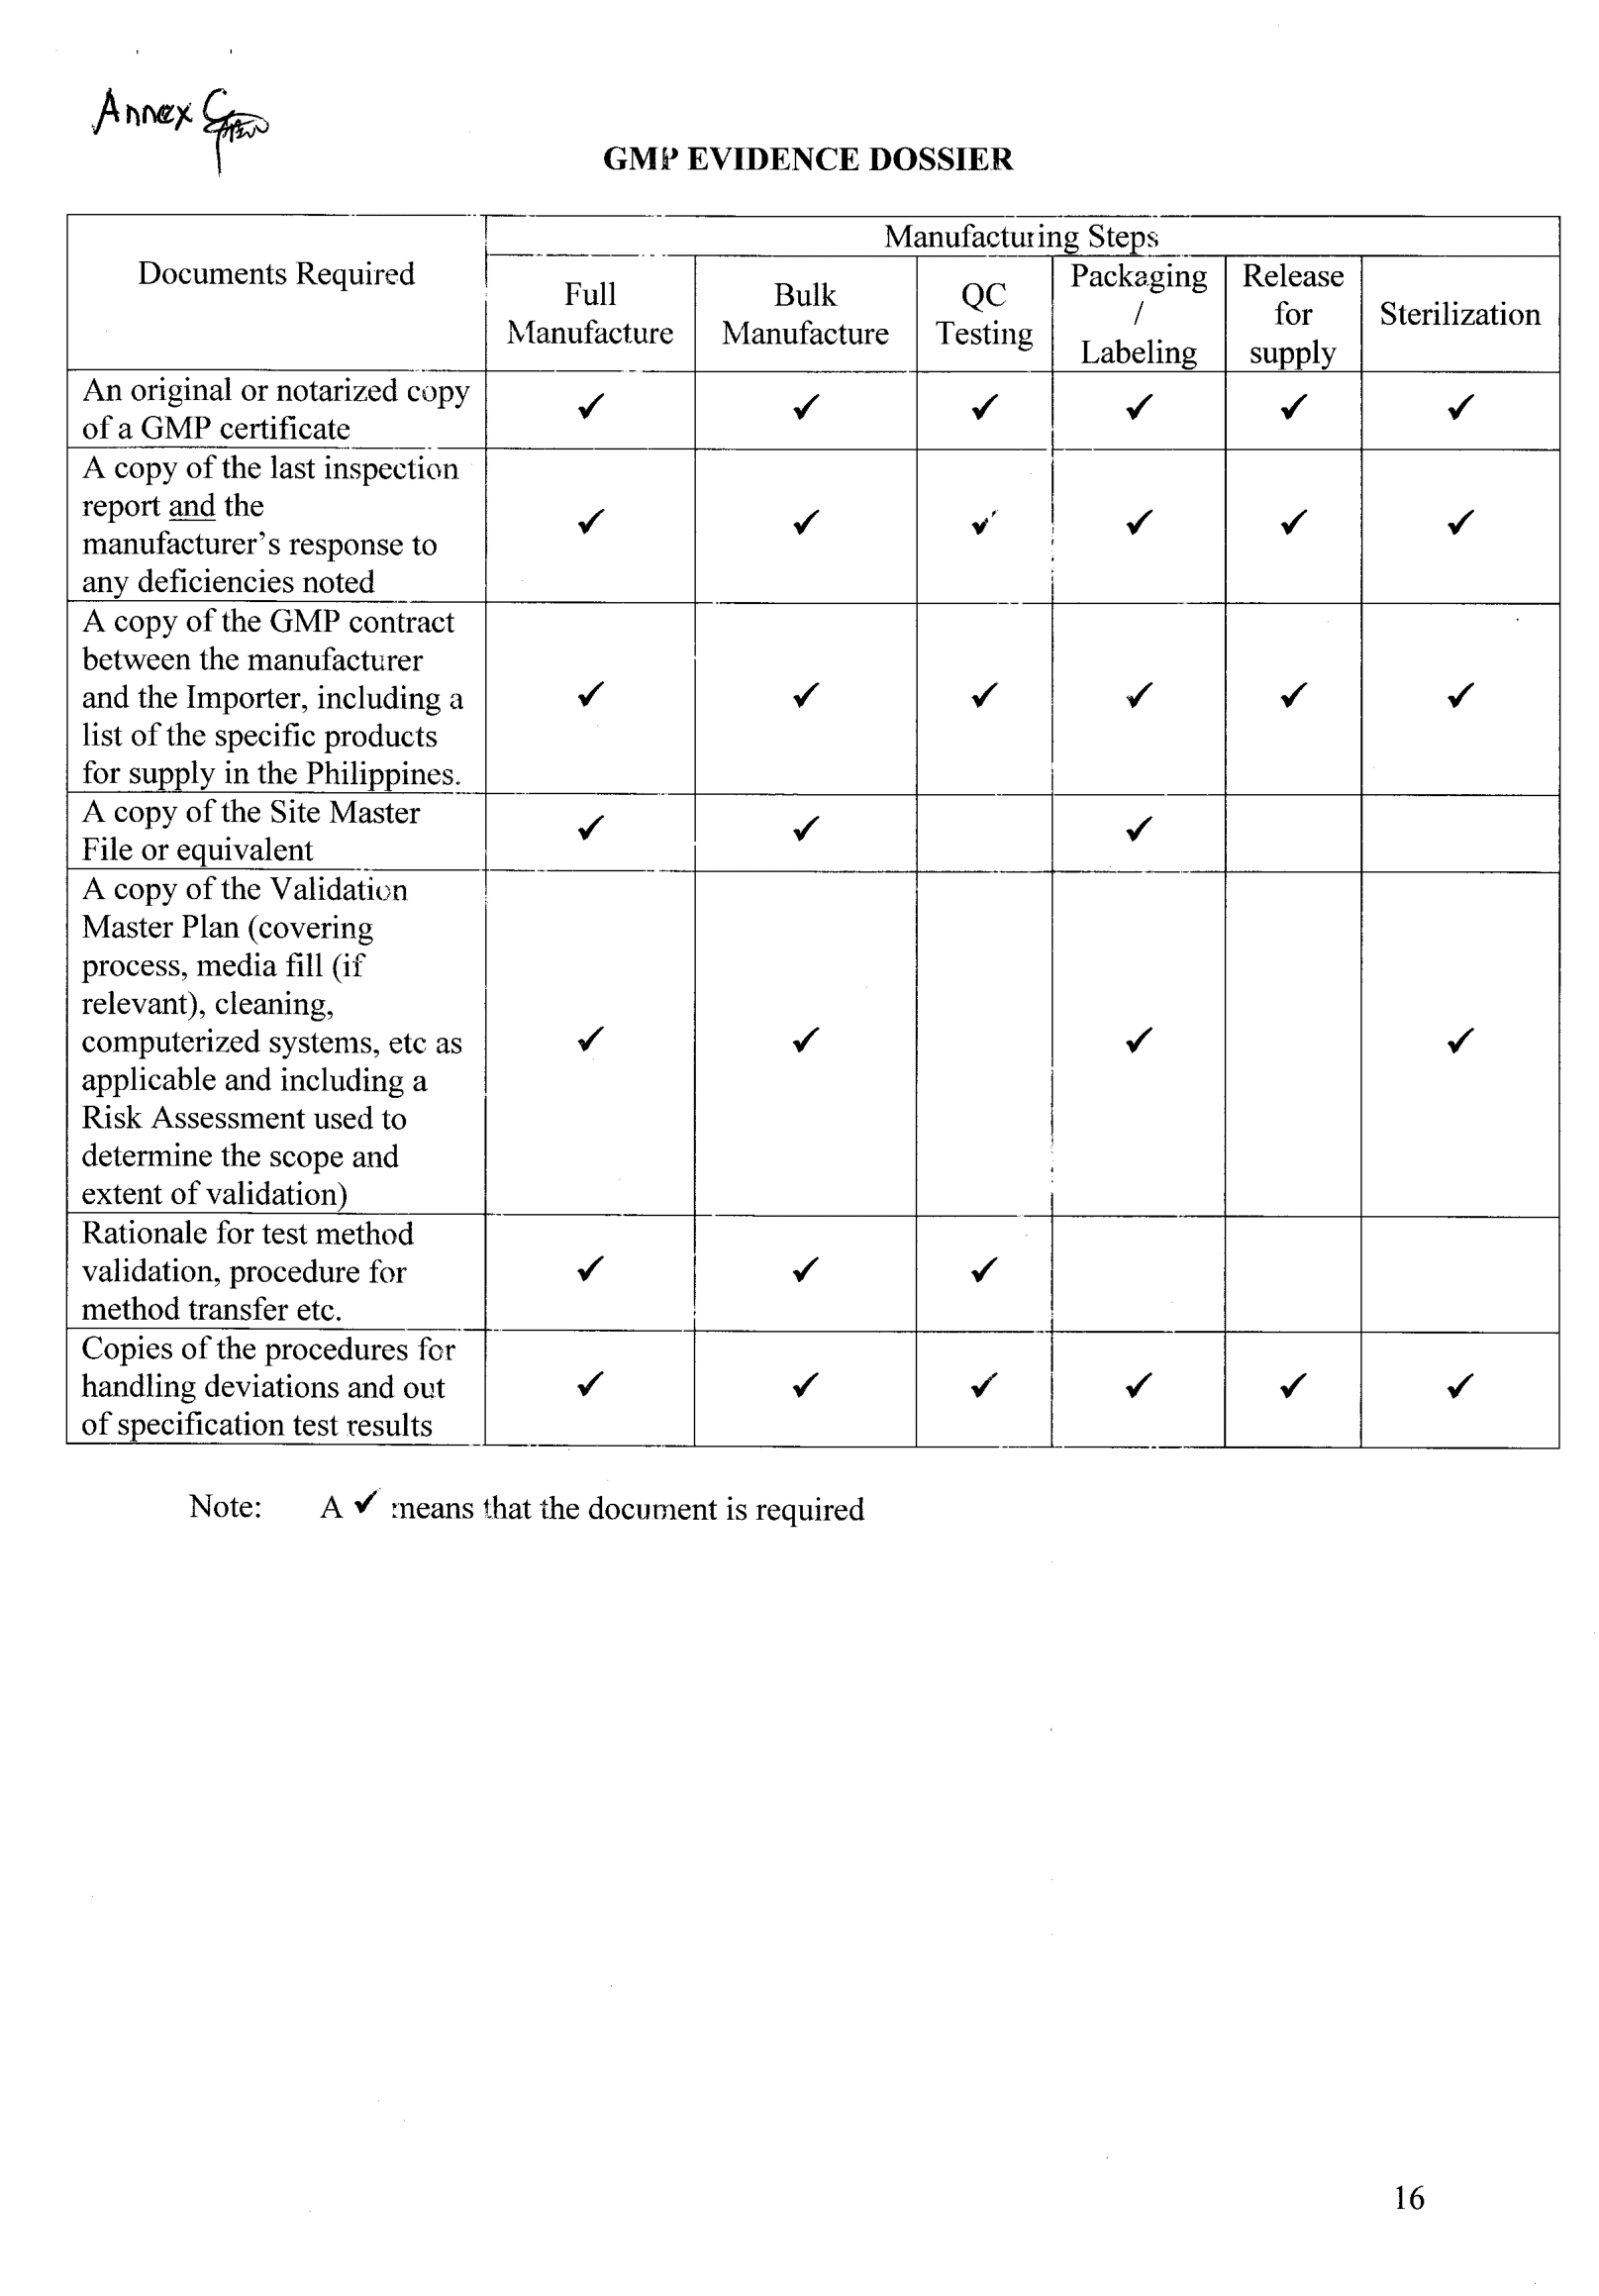 Annex C
GMP EVIDENCE DOSSIER
Documents Required
Manufacturing Steps
Full
Manufacture
Bulk
Manufacture
QC
Testing
Packaging
/
Labeling
Release
for
supply
Sterilization
An original or notarized copy
of a GMP certificate
✓ ✓ ✓ ✓ ✓ ✓
A copy of the last inspection
report and the
manufacturer's response to
any deficiencies noted
✓ ✓ ✓ ✓ ✓ ✓
A copy of the GMP contract
between the manufacturer
and the Importer, including a
list of the specific products
for supply in the Philippines.
✓ ✓ ✓ ✓ ✓ ✓
A copy of the Site Master
File or equivalent
✓ ✓ ✓
A copy of the Validation
Master Plan (covering
process, media fill (if
relevant), cleaning,
computerized systems, etc as
applicable and including a
Risk Assessment used to
determine the scope and
extent of validation)
✓ ✓ ✓ ✓
Rationale for test method
validation, procedure for
method transfer etc.
✓ ✓ ✓
Copies of the procedures for
handling deviations and out
of specification test results
✓ ✓ ✓ ✓ ✓ ✓
Note: A ✓ means that the document is required
16